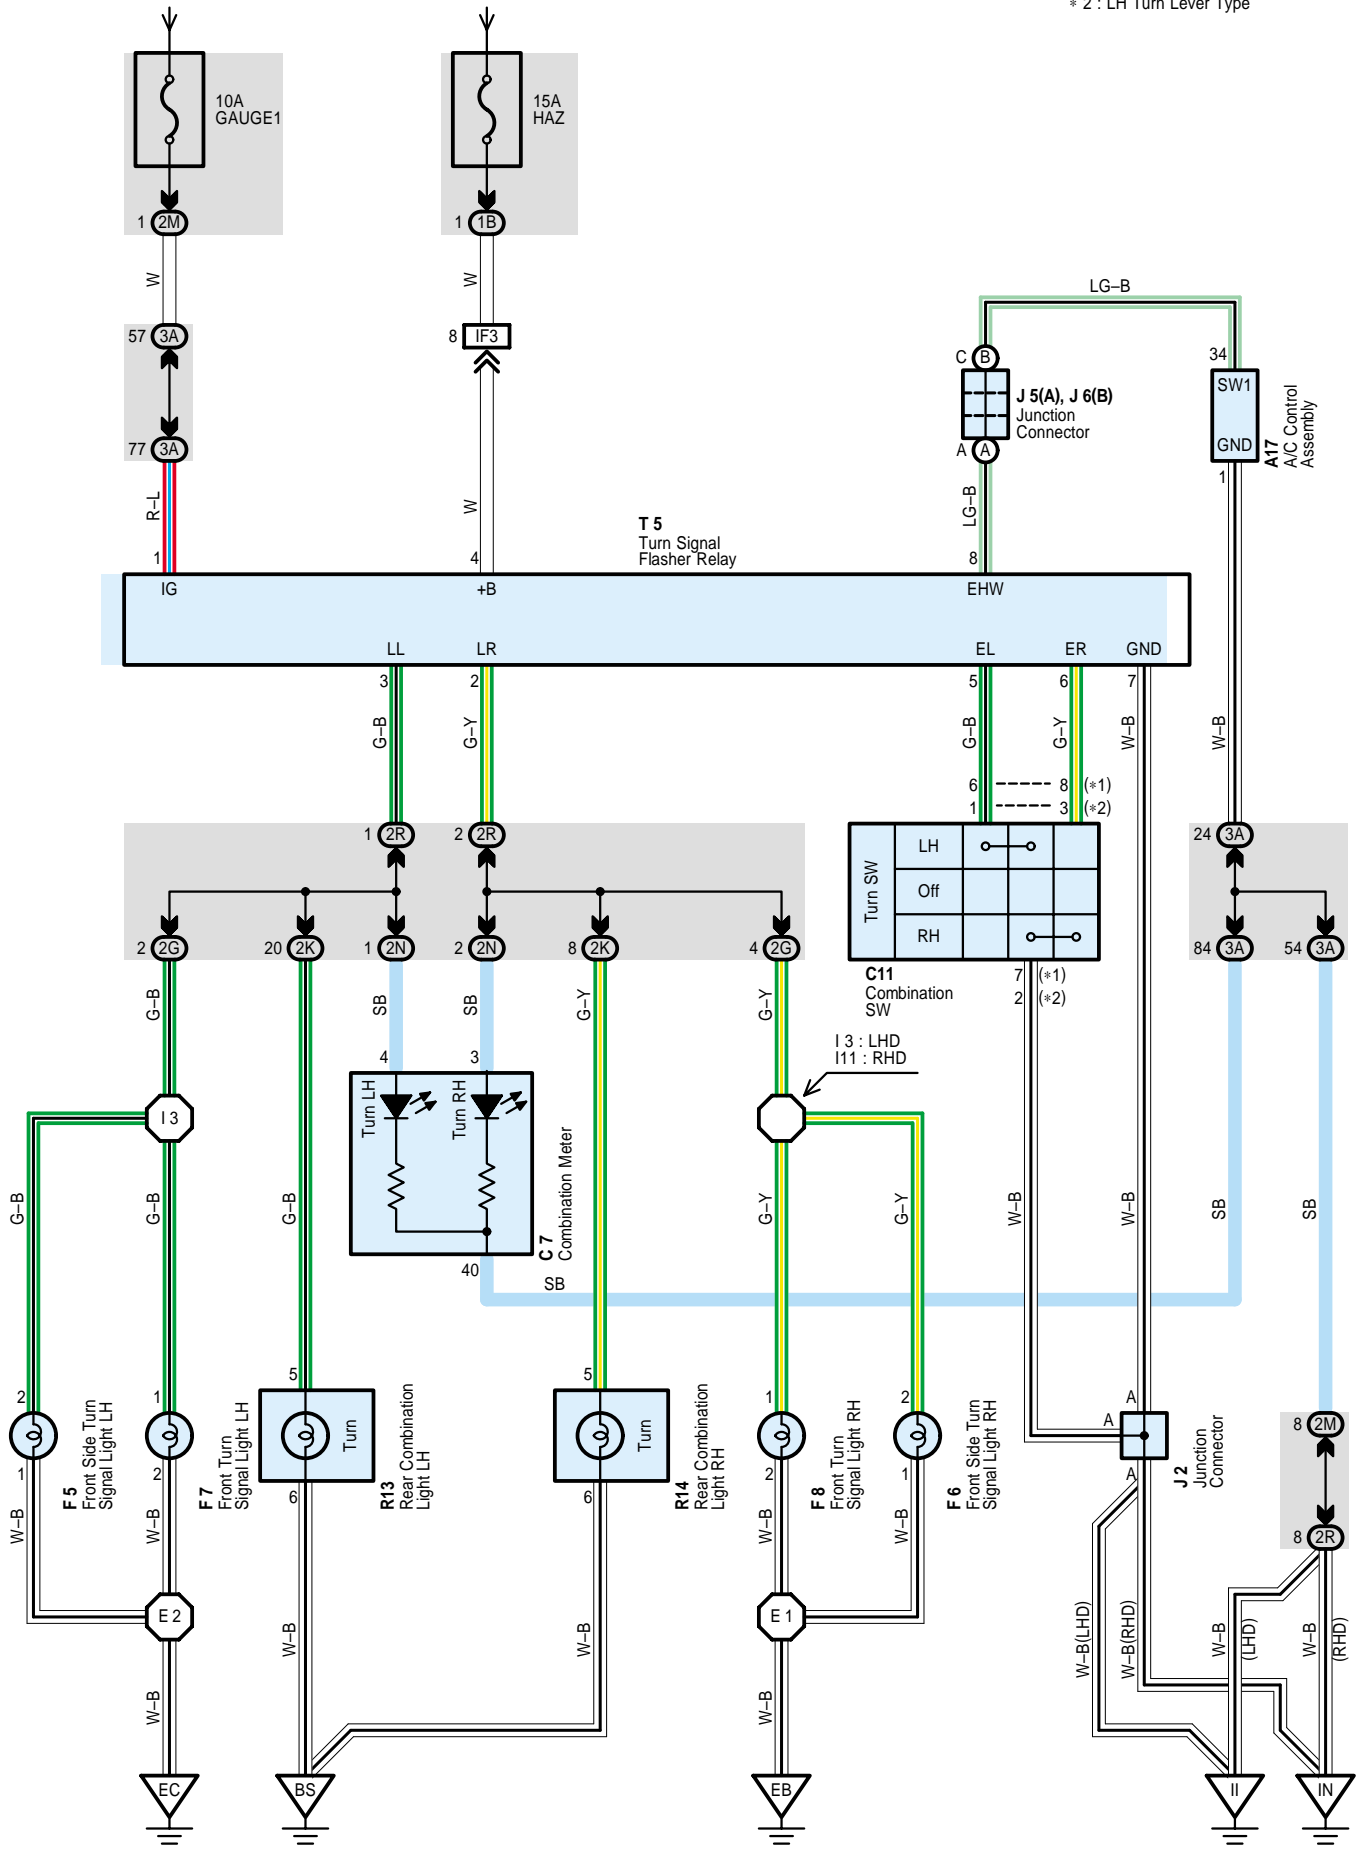 * 2 : LH Turn Lever Type
10A
GAUGE1
15A
HAZ
1 2M
1 1B
W
W
LG–B
57 3A
8 IF3
C B
34
SW1
J 5(A), J 6(B)
Junction
Connector
GND
A17
A/C Control
Assembly
77 3A
A A
1
R–L
W
LG–B
T 5
Turn Signal
Flasher Relay
1
4
8
IG
+B
EHW
LL
LR
EL
ER
GND
3
2
5
6
7
G–B
G–Y
G–B
G–Y
W–B
W–B
6
8 (*1)
1
3 (*2)
1 2R
2 2R
24 3A
Turn SW
LH
Off
RH
2 2G
20 2K
1 2N
2 2N
8 2K
4 2G
84 3A
54 3A
C11
Combination
SW
7 (*1)
2 (*2)
G–B
SB
SB
G–Y
G–Y
I 3 : LHD
I11 : RHD
4
3
Turn LH
Turn RH
I 3
C 7
Combination Meter
G–B
G–B
G–B
G–Y
G–Y
W–B
W–B
SB
SB
40
SB
2
1
5
5
1
2
A
A
A
Turn
Turn
8 2M
1
2
6
6
2
1
F 5
Front Side Turn
Signal Light LH
F 7
Front Turn
Signal Light LH
R13
Rear Combination
Light LH
R14
Rear Combination
Light RH
F 8
Front Turn
Signal Light RH
F 6
Front Side Turn
Signal Light RH
J 2
Junction
Connector
8 2R
W–B
W–B
W–B
W–B
E 2
E 1
W–B
W–B
W–B(LHD)
W–B(RHD)
W–B
(LHD)
W–B
(RHD)
W–B
W–B
EC
BS
EB
II
IN